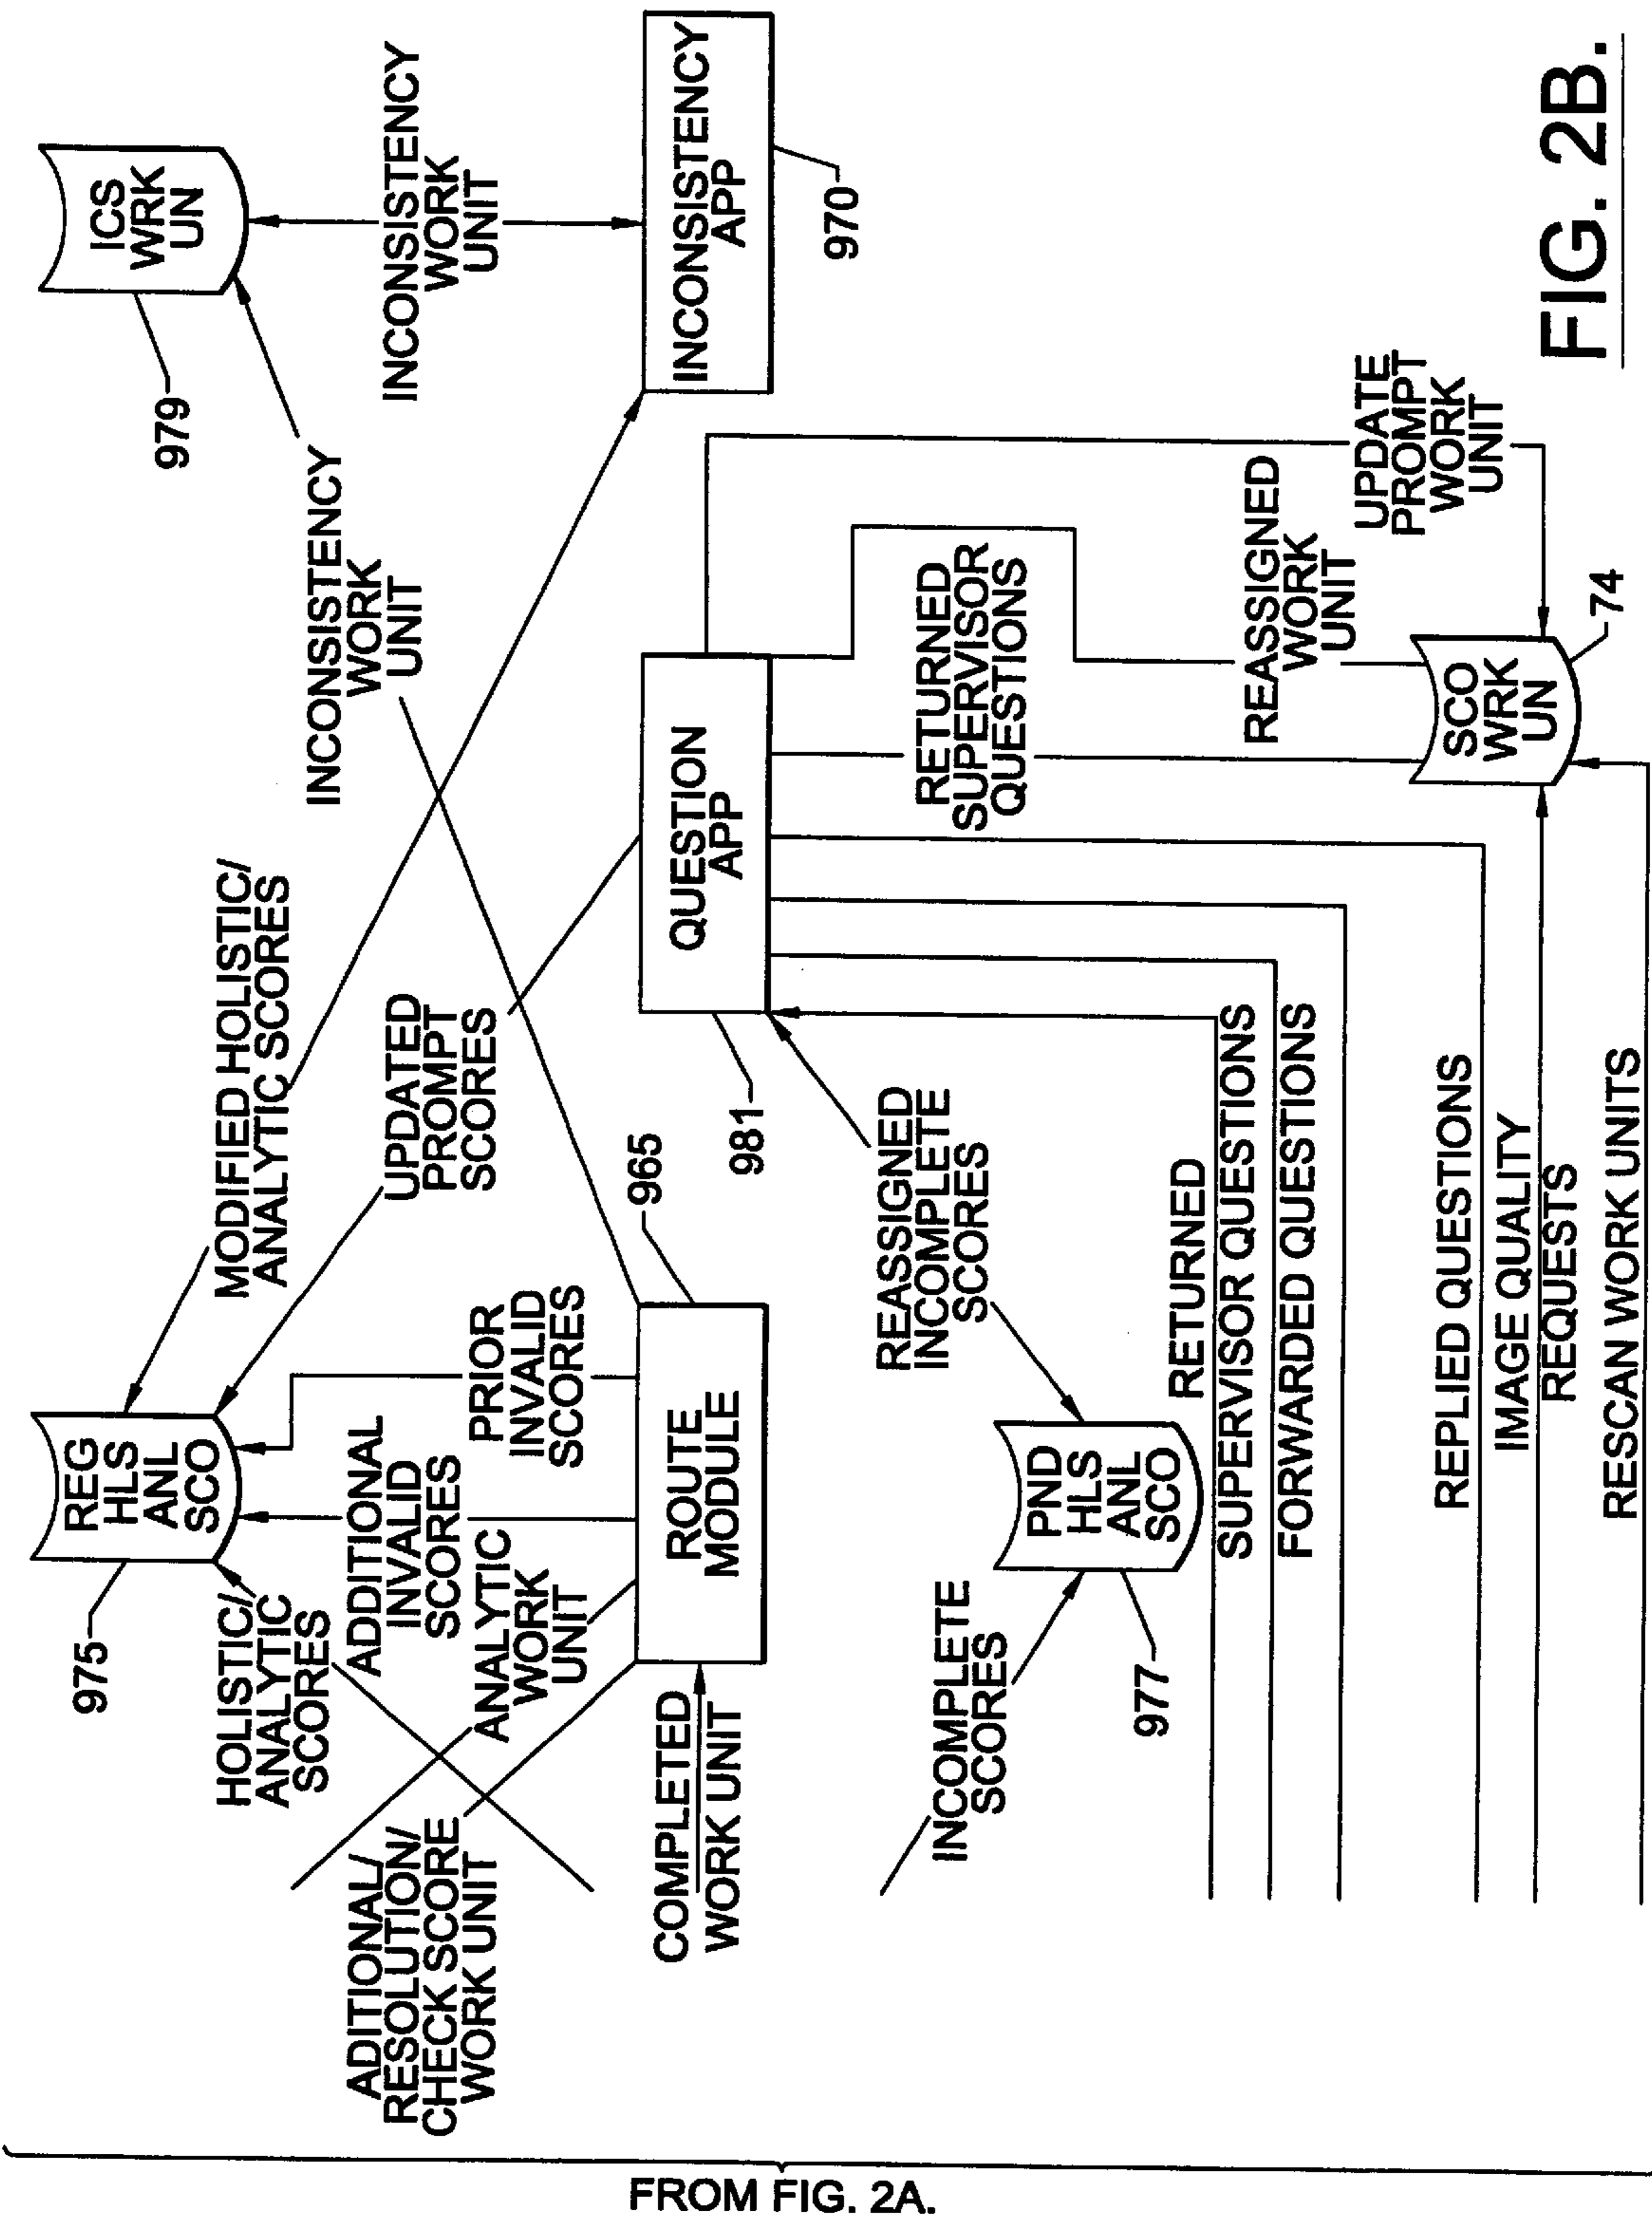 FROM FIG. 2A.
975
REG
HLS
ANL
SCO
HOLISTIC/
ANALYTIC
SCORES
MODIFIED HOLISTIC/
ANALYTIC SCORES
INCONSISTENCY
WORK
UNIT
979
ICS
WRK
UN
INCONSISTENCY
WORK
UNIT
ADDITIONAL
INVALID
SCORES
PRIOR
INVALID
SCORES
UPDATED
PROMPT
SCORES
ADITIONAL/
RESOLUTION/
CHECK SCORE
WORK UNIT
ANALYTIC
WORK
UNIT
COMPLETED
WORK UNIT
ROUTE
MODULE
965
981
QUESTION
APP
INCONSISTENCY
APP
970
INCOMPLETE
SCORES
977
PND
HLS
ANL
SCO
REASSIGNED
INCOMPLETE
SCORES
RETURNED
SUPERVISOR
QUESTIONS
REASSIGNED
WORK
UNIT
UPDATE
PROMPT
WORK
UNIT
RETURNED
SUPERVISOR QUESTIONS
FORWARDED QUESTIONS
REPLIED QUESTIONS
IMAGE QUALITY
REQUESTS
RESCAN WORK UNITS
SCO
WRK
UN
74
FIG. 2B.